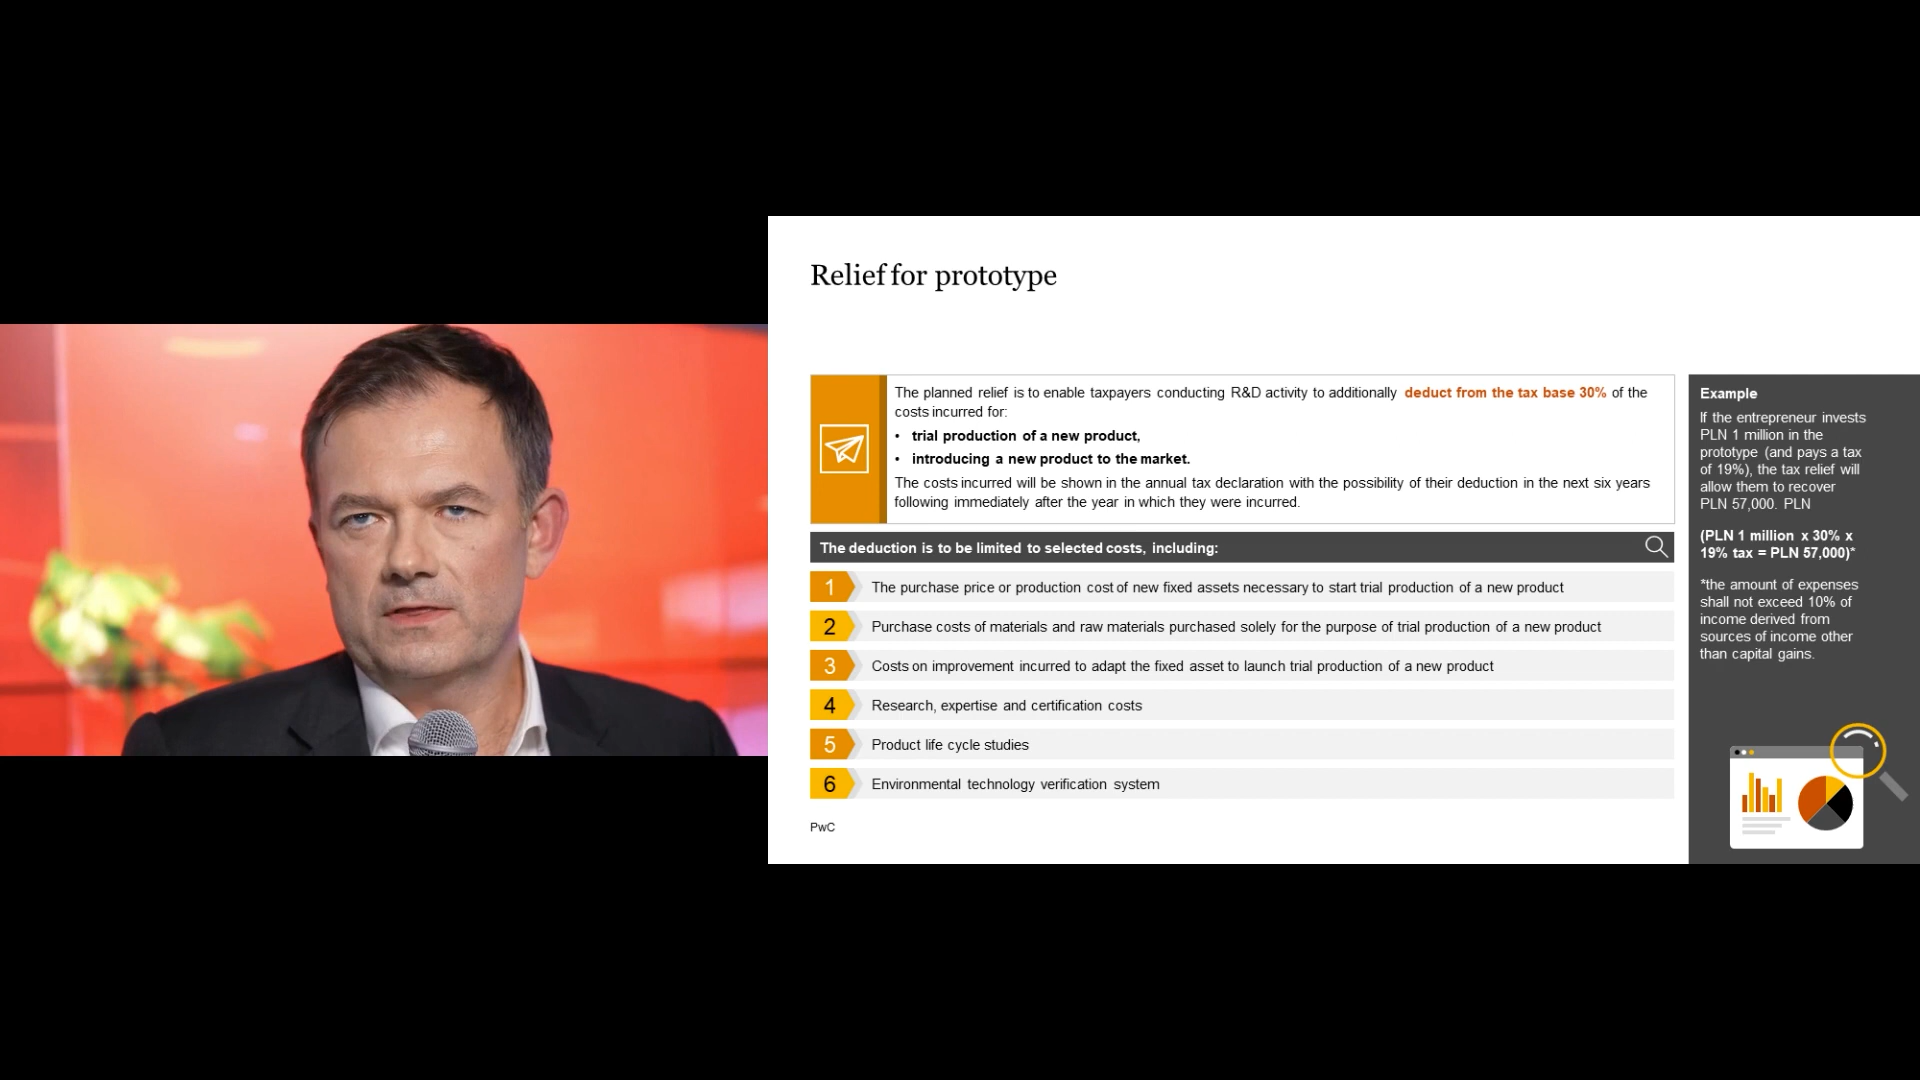 Relief for prototype
The planned relief is to enable taxpayers conducting R&D activity to additionally deduct from the tax base 30% of the
costs incurred for:
• trial production of a new product,
• introducing a new product to the market.
The costs incurred will be shown in the annual tax declaration with the possibility of their deduction in the next six years
following immediately after the year in which they were incurred.
The deduction is to be limited to selected costs, including:
1 The purchase price or production cost of new fixed assets necessary to start trial production of a new product
2 Purchase costs of materials and raw materials purchased solely for the purpose of trial production of a new product
3 Costs on improvement incurred to adapt the fixed asset to launch trial production of a new product
4 Research, expertise and certification costs
5 Product life cycle studies
6 Environmental technology verification system
PwC
Example
If the entrepreneur invests
PLN 1 million in the
prototype (and pays a tax
of 19%), the tax relief will
allow them to recover
PLN 57,000. PLN
(PLN 1 million x 30% x
19% tax = PLN 57,000)*
*the amount of expenses
shall not exceed 10% of
income derived from
sources of income other
than capital gains.